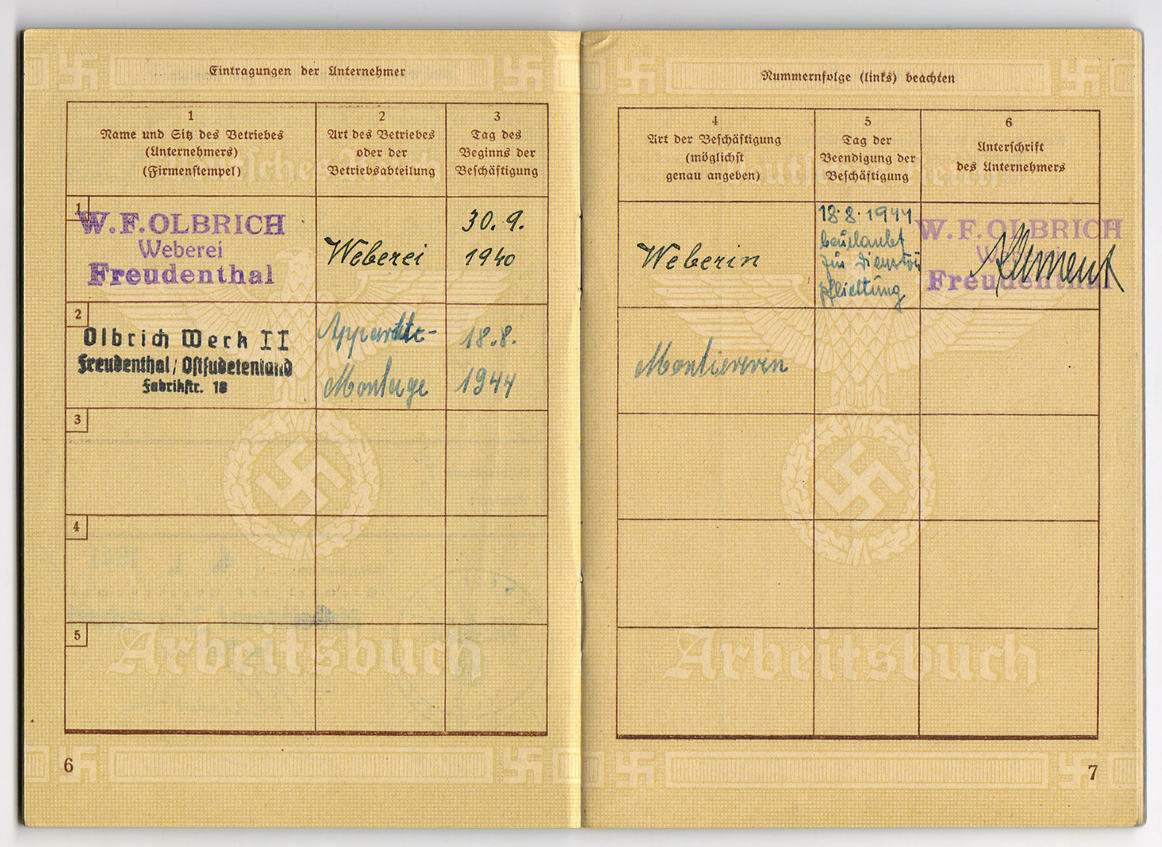 Eintragungen der Unternehmer
1
Name und Sitz des Betriebes
(Unternehmers)
(Firmenstempel)
2
Art des Betriebes
oder der
Betriebsabteilung
3
Tag des
Beginns der
Beschäftigung
1
W.F.OLBRICH
Weberei
Freudenthal
Weberei
30.9.
1940
2
Olbrich Werk II
Freudenthal/Ostsudetenland
Fabrikstr. 18
Montage
18.8.
1944
3
4
5
Arbeitsbuch
6
Nummernfolge (links) beachten
4
Art der Beschäftigung
(möglichst
genau angeben)
5
Tag der
Beendigung der
Beschäftigung
6
Unterschrift
des Unternehmers
Weberin
18.8.1944
beurlaubt
zur
W.F.OLBRICH
Weberei
Freudenthal
Klement
Montiererin
Arbeitsbuch
7